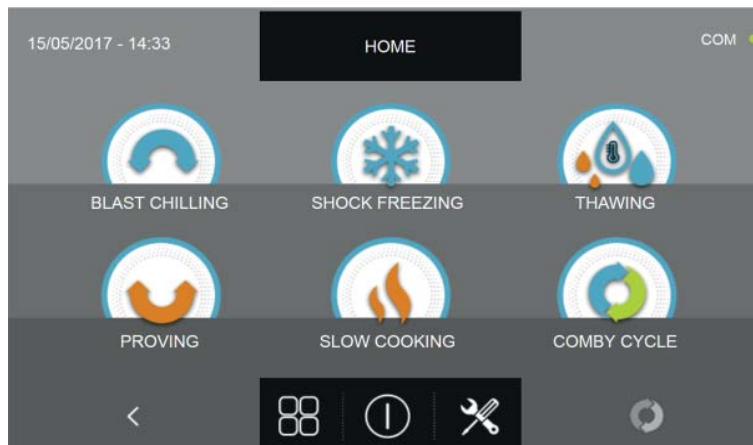 15/05/2017 - 14:33
HOME
COM
BLAST CHILLING
SHOCK FREEZING
THAWING
PROVING
SLOW COOKING
COMBY CYCLE